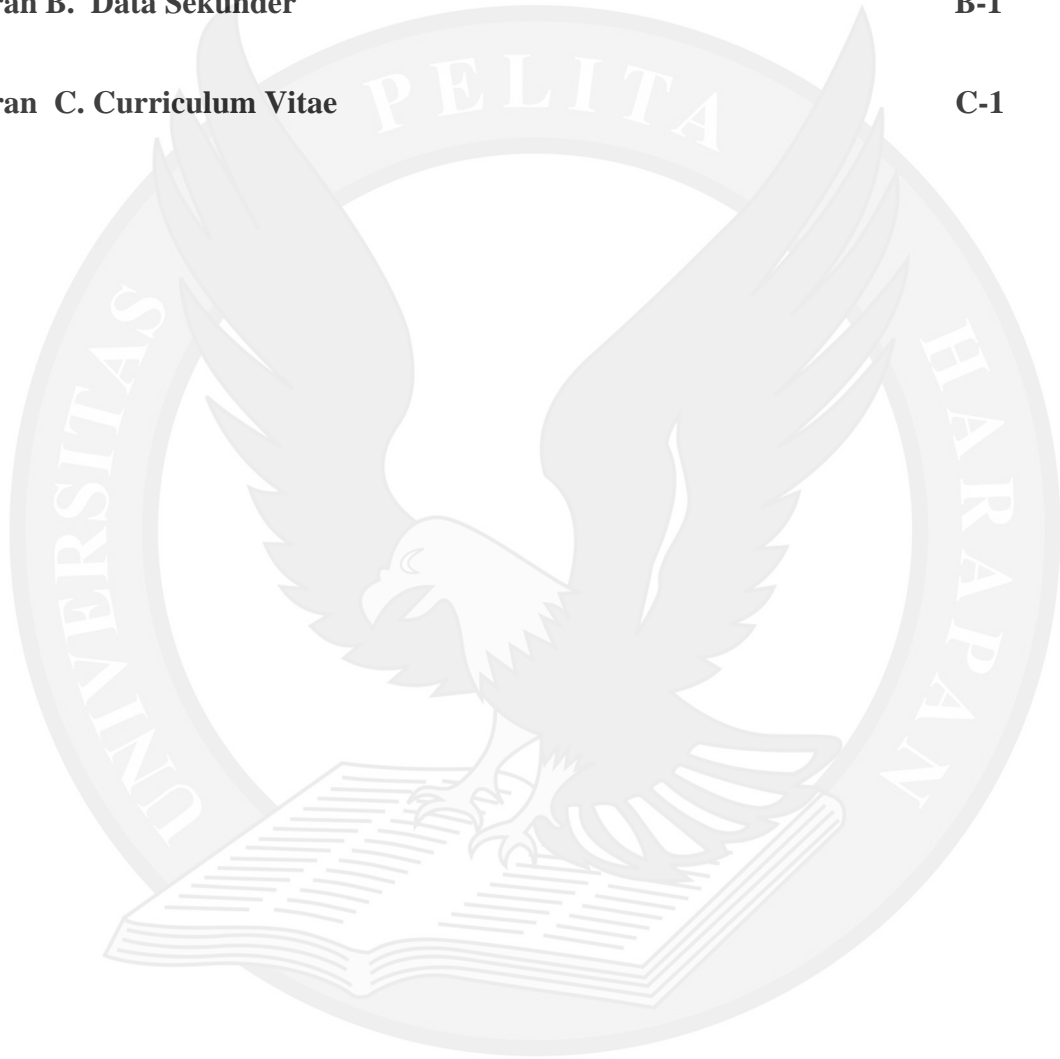 ran B. Data Sekunder B-1
ran C. Curriculum Vitae C-1
UNIVERSITAS PELITA HARAPAN